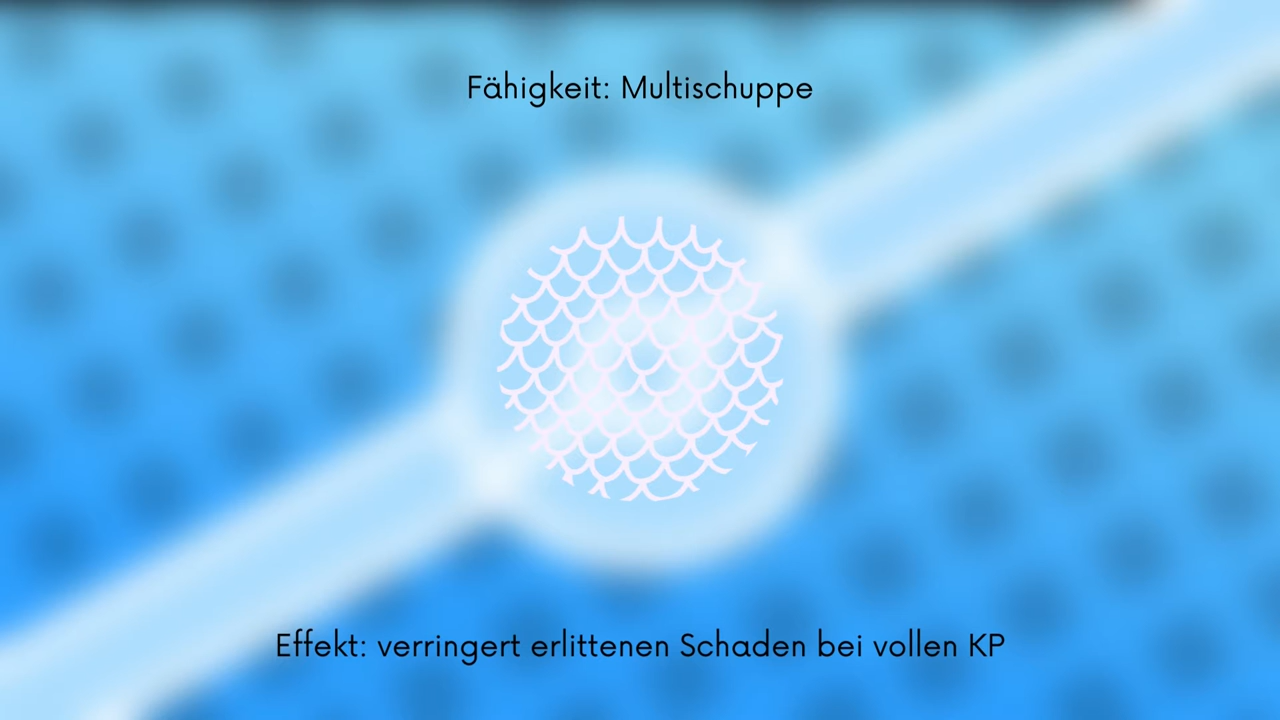 Fähigkeit: Multischuppe
Effekt: verringert erlittenen Schaden bei vollen KP